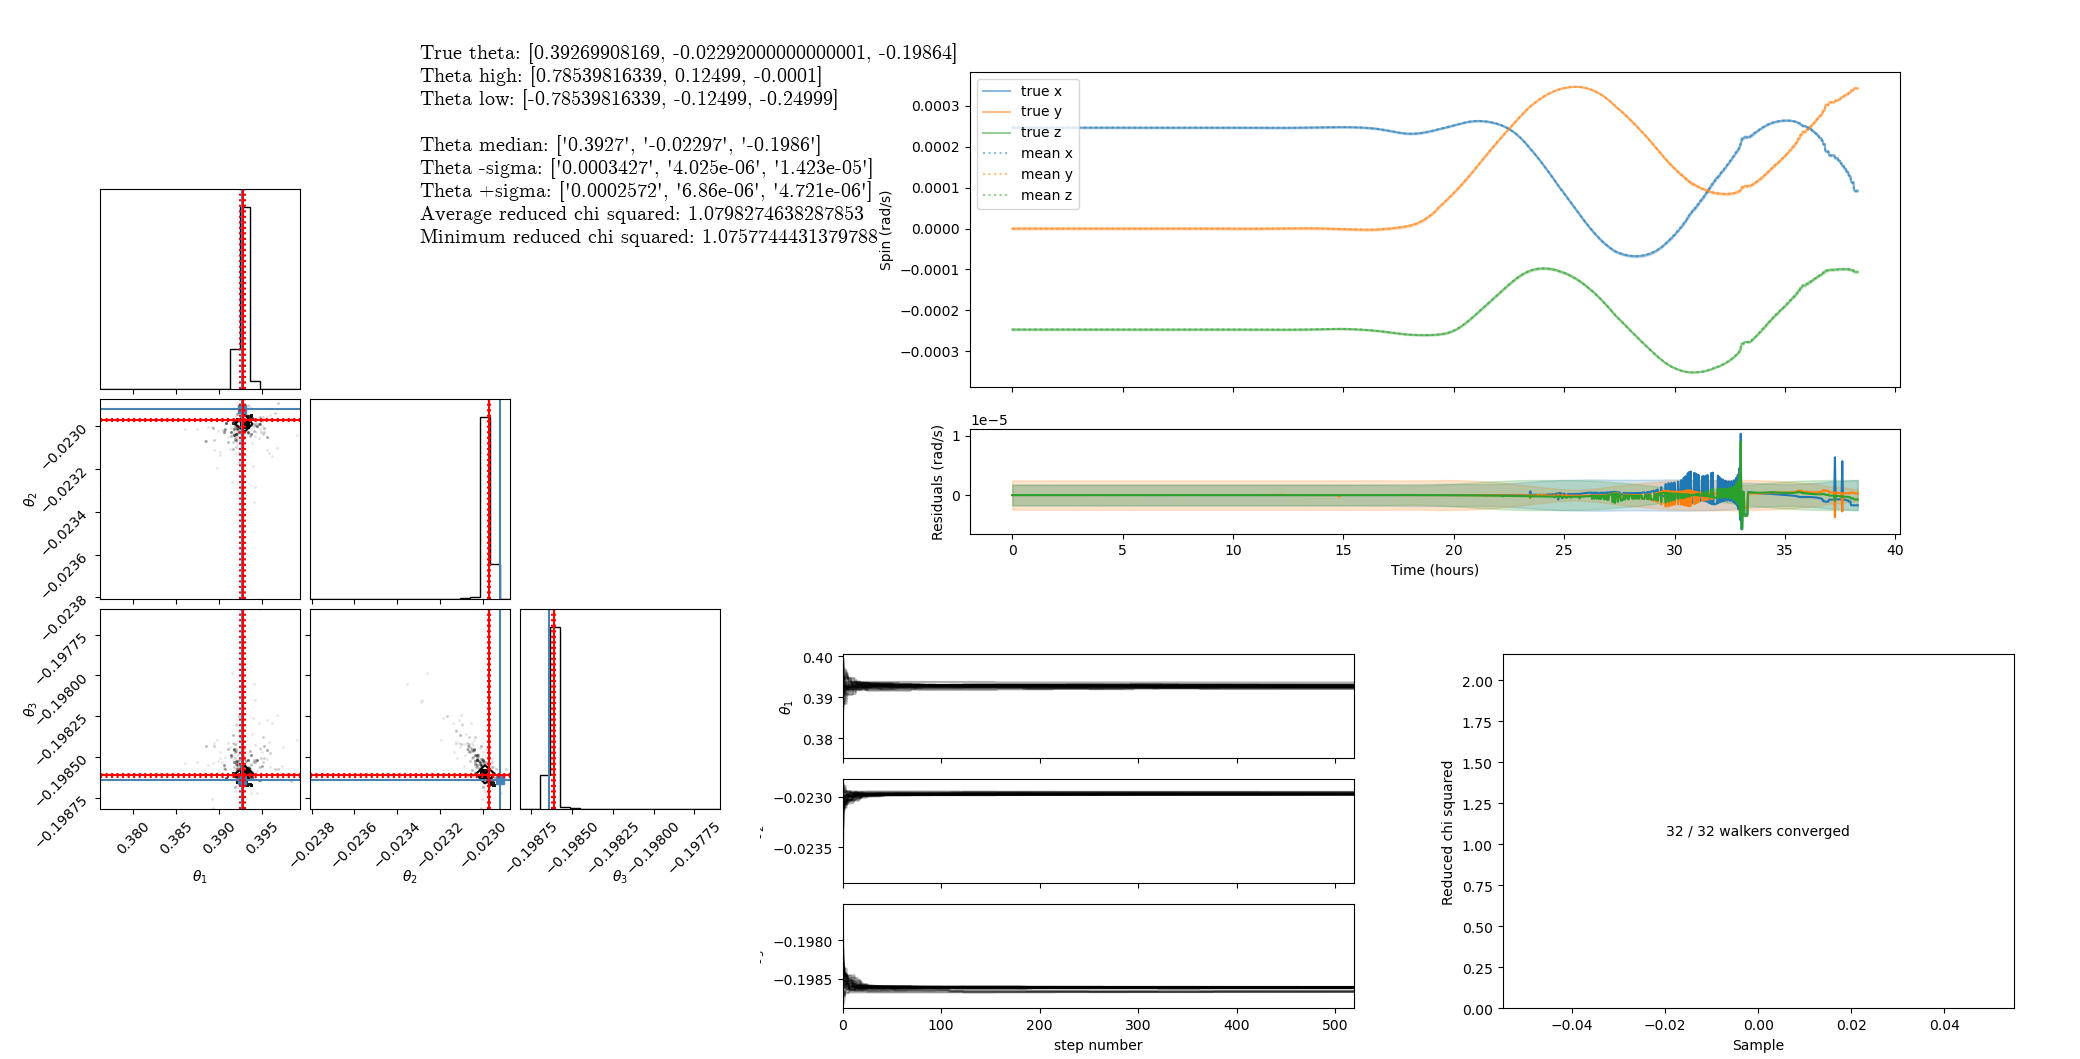 True theta: [0.39269908169, -0.02292000000000001, -0.19864]
Theta high: [0.78539816339, 0.12499, -0.0001]
Theta low: [-0.78539816339, -0.12499, -0.24999]
Theta median: ['0.3927', '-0.02297', '-0.1986']
Theta -sigma: ['0.0003427', '4.025e-06', '1.423e-05']
Theta +sigma: ['0.0002572', '6.86e-06', '4.721e-06']
Average reduced chi squared: 1.0798274638287853
Minimum reduced chi squared: 1.0757744431379788
true x
true y
true z
mean x
mean y
mean z
Spin (rad/s)
0.0003
0.0002
0.0001
0.0000
−0.0001
−0.0002
−0.0003
1e−5
Residuals (rad/s)
1
0
0
5
10
15
20
25
30
35
40
Time (hours)
θ2
−0.0230
−0.0232
−0.0234
−0.0236
−0.0238
θ3
−0.19775
−0.19800
−0.19825
−0.19850
−0.19875
0.380
0.385
0.390
0.395
θ1
−0.0238
−0.0236
−0.0234
−0.0232
−0.0230
θ2
−0.19875
−0.19850
−0.19825
−0.19800
−0.19775
θ3
θ1
0.40
0.39
0.38
−0.0230
−0.0235
−0.1980
−0.1985
0
100
200
300
400
500
step number
Reduced chi squared
2.00
1.75
1.50
1.25
1.00
0.75
0.50
0.25
0.00
32 / 32 walkers converged
−0.04
−0.02
0.00
0.02
0.04
Sample